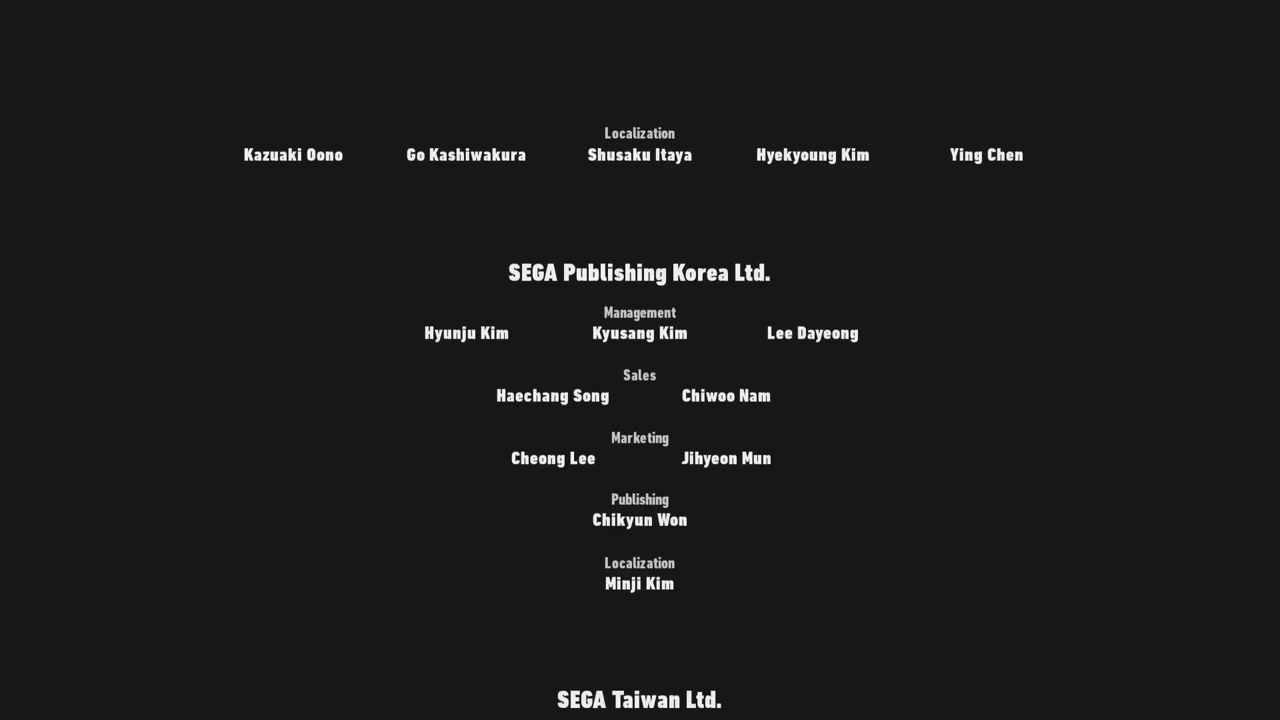 Localization
Kazuaki Oono Go Kashiwakura Shusaku Itaya Hyekyoung Kim Ying Chen
SEGA Publishing Korea Ltd.
Management
Hyunju Kim Kyusang Kim Lee Dayeong
Sales
Haechang Song Chiwoo Nam
Marketing
Cheong Lee Jihyeon Mun
Publishing
Chikyun Won
Localization
Minji Kim
SEGA Taiwan Ltd.